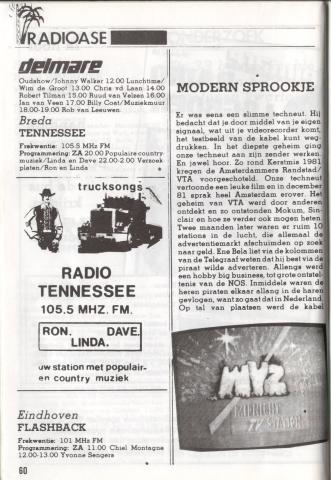 RADIOASE
delmare
Oudshow/Johnny Walker 12.00 Lunchtime/
Wim de Groot 13.00 Chris vd Laan 14.00
Robert Tilman 15.00 Ruud van Velzen 16.00
Jan van Veen 17.00 Billy Coat/Muziekmuur
18.00-19.00 Rob van Leeuwen.
Breda
TENNESSEE
Frekwentie: 105.5 MHz FM
Programmering: ZA 20.00 Populaire country-
muziek/Linda en Dave 22.00-2.00 Verzoek-
platen/Ron en Linda
trucksongs
RADIO
TENNESSEE
105.5 MHZ. FM.
RON. DAVE.
LINDA.
uw station met populair-
en country muziek
Eindhoven
FLASHBACK
Frekwentie: 101 MHz FM
Programmering: ZA 11.00 Chiel Montagne
12.00-13.00 Yvonne Sengers
60
MODERN SPROOKJE
Er was eens een slimme techneut. Hij
bedacht dat je door middel van je eigen
signaal, wat uit je videorecorder komt,
het testbeeld van de kabel kunt weg-
drukken. In het diepste geheim ging
onze techneut aan zijn zender werken.
En jawel hoor. Zo rond Kerstmis 1981
kregen de Amsterdammers Randstad/
VTA voorgeschoteld. Onze techneut
vertoonde een leuke film en in december
81 sprak heel Amsterdam erover. Het
geheim van VTA werd door anderen
ontdekt en zo ontstonden Mokum, Sin-
clair en hoe ze verder ook mogen heten.
Twee maanden later waren er ruim 10
stations in de lucht, die allemaal de
advertentiemarkt afschuimden op zoek
naar geld. Ene Bela list via de kolommen
van de Telegraaf weten dat hij best via de
piraat wilde adverteren. Allengs werd
een hobby big business, tot grote ontstel-
tenis van de NOS. Inmiddels waren de
heren piraten elkaar allang in de haren
gevlogen, want zo gaat dat in Nederland.
Op tal van plaatsen werd de kabel
WYZ
MIDNIGHT
TV STATION